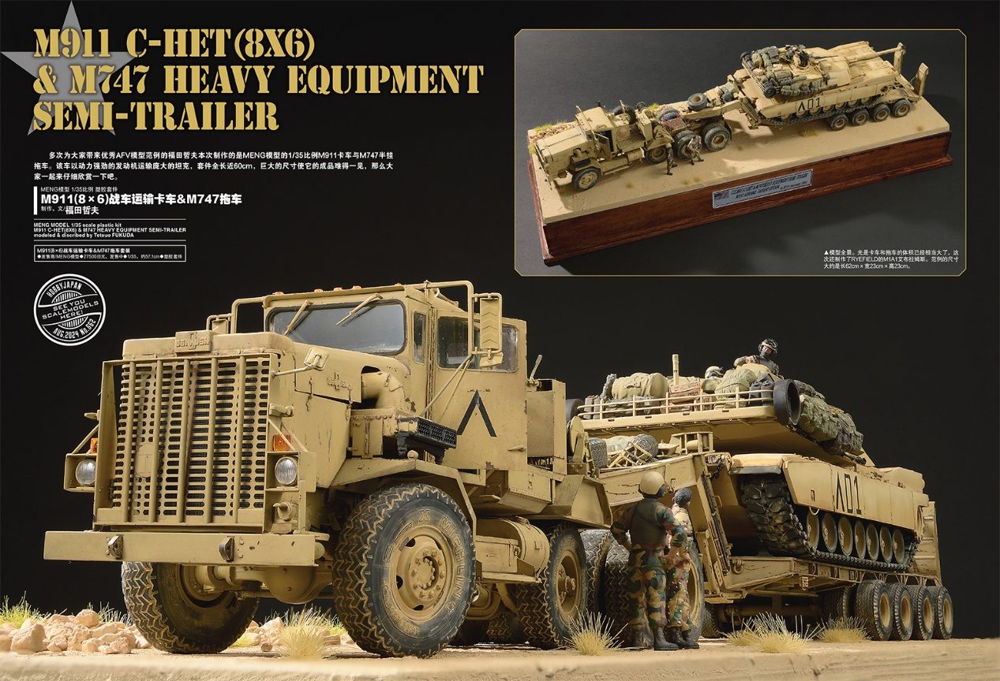 M911 C-HET(8X6)
& M747 HEAVY EQUIPMENT
SEMI-TRAILER
多次为大家带来优秀AFV模型范例的福田哲夫本次制作的是MENG模型的1/35比例M911卡车与M747半挂
拖车。该车以动力强劲的发动机运输庞大的坦克，套件全长近60cm，巨大的尺寸使它的成品难得一见，那么大
家一起来仔细欣赏一下吧。
MENG模型 1/35比例 塑胶套件
M911(8×6)战车运输卡车&M747拖车
制作、文/福田哲夫
MENG MODEL 1/35 scale plastic kit
M911 C-HET(8X6) & M747 HEAVY EQUIPMENT SEMI-TRAILER
modeled & discribed by Tetsuo FUKUDA
M911(8×6)战车运输卡车&M747拖车套装
●发售商/MENG模型●27500日元，发售中●1/35，约57.1cm●塑胶套件
HOBBYJAPAN
SEE YOU
SCALEMODELS
HERE!
AUG.2024 No.662
▲模型全景。光是卡车和拖车的体积已经相当大了，这
次还制作了RYEFIELD的M1A1艾布拉姆斯。范例的尺寸
大约是长62cm×宽23cm×高23cm。
Λ01
OSHKOSH
MICHELIN
Λ
Λ01